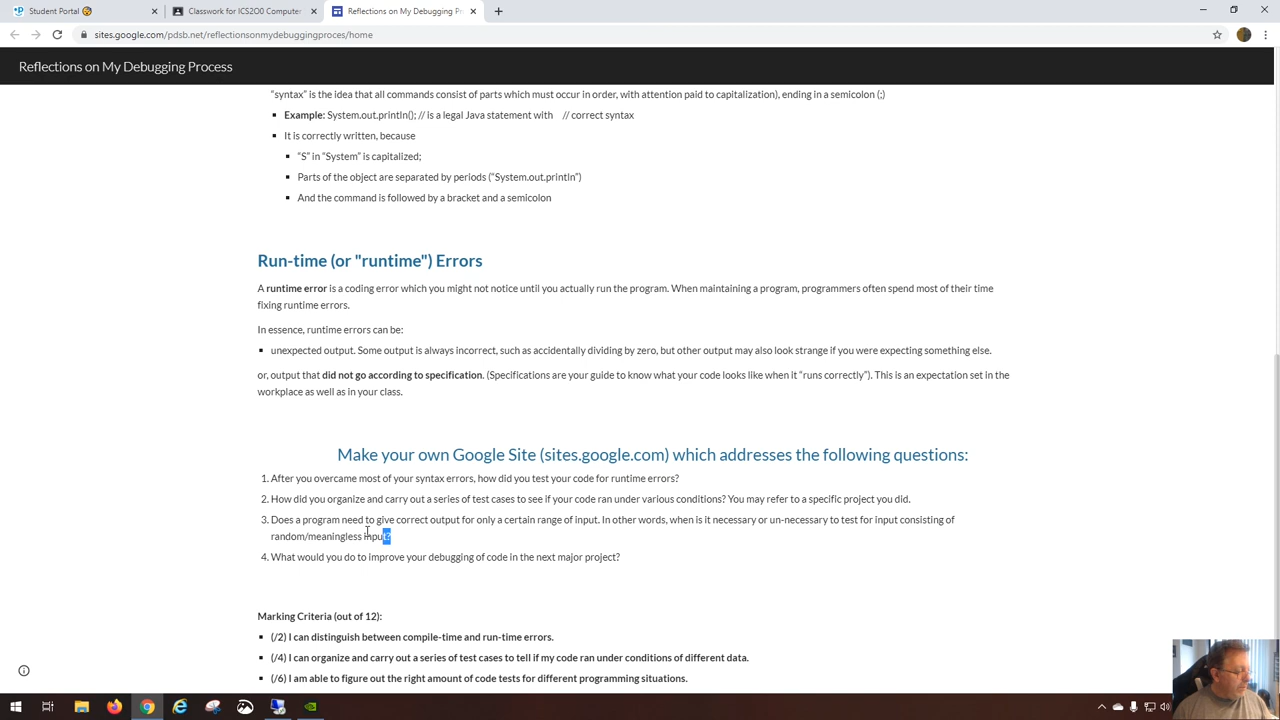 Student Portal
Classwork for ICS2O0 Computer
Reflections on My Debugging Pr
sites.google.com/pdsb.net/reflectionsonmydebuggingproces/home
Reflections on My Debugging Process
“syntax” is the idea that all commands consist of parts which must occur in order, with attention paid to capitalization), ending in a semicolon (;)
Example: System.out.println(); // is a legal Java statement with // correct syntax
It is correctly written, because
“S” in “System” is capitalized;
Parts of the object are separated by periods (“System.out.println”)
And the command is followed by a bracket and a semicolon
Run-time (or "runtime") Errors
A runtime error is a coding error which you might not notice until you actually run the program. When maintaining a program, programmers often spend most of their time
fixing runtime errors.
In essence, runtime errors can be:
unexpected output. Some output is always incorrect, such as accidentally dividing by zero, but other output may also look strange if you were expecting something else.
or, output that did not go according to specification. (Specifications are your guide to know what your code looks like when it “runs correctly”). This is an expectation set in the
workplace as well as in your class.
Make your own Google Site (sites.google.com) which addresses the following questions:
1. After you overcame most of your syntax errors, how did you test your code for runtime errors?
2. How did you organize and carry out a series of test cases to see if your code ran under various conditions? You may refer to a specific project you did.
3. Does a program need to give correct output for only a certain range of input. In other words, when is it necessary or un-necessary to test for input consisting of
random/meaningless input?
4. What would you do to improve your debugging of code in the next major project?
Marking Criteria (out of 12):
(/2) I can distinguish between compile-time and run-time errors.
(/4) I can organize and carry out a series of test cases to tell if my code ran under conditions of different data.
(/6) I am able to figure out the right amount of code tests for different programming situations.